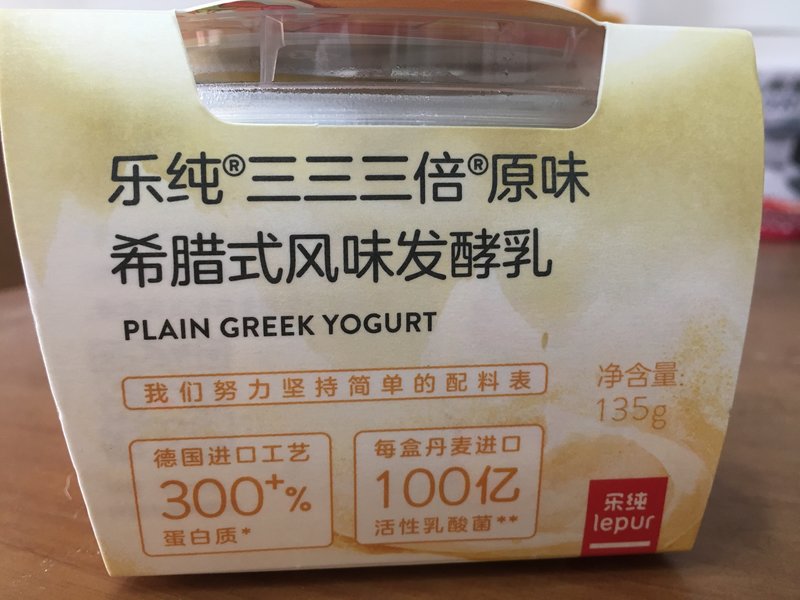 乐纯®三三三倍®原味
希腊式风味发酵乳
PLAIN GREEK YOGURT
我们努力坚持简单的配料表
净含量:
135g
德国进口工艺
300+%
蛋白质*
每盒丹麦进口
100亿
活性乳酸菌**
乐纯
lepur